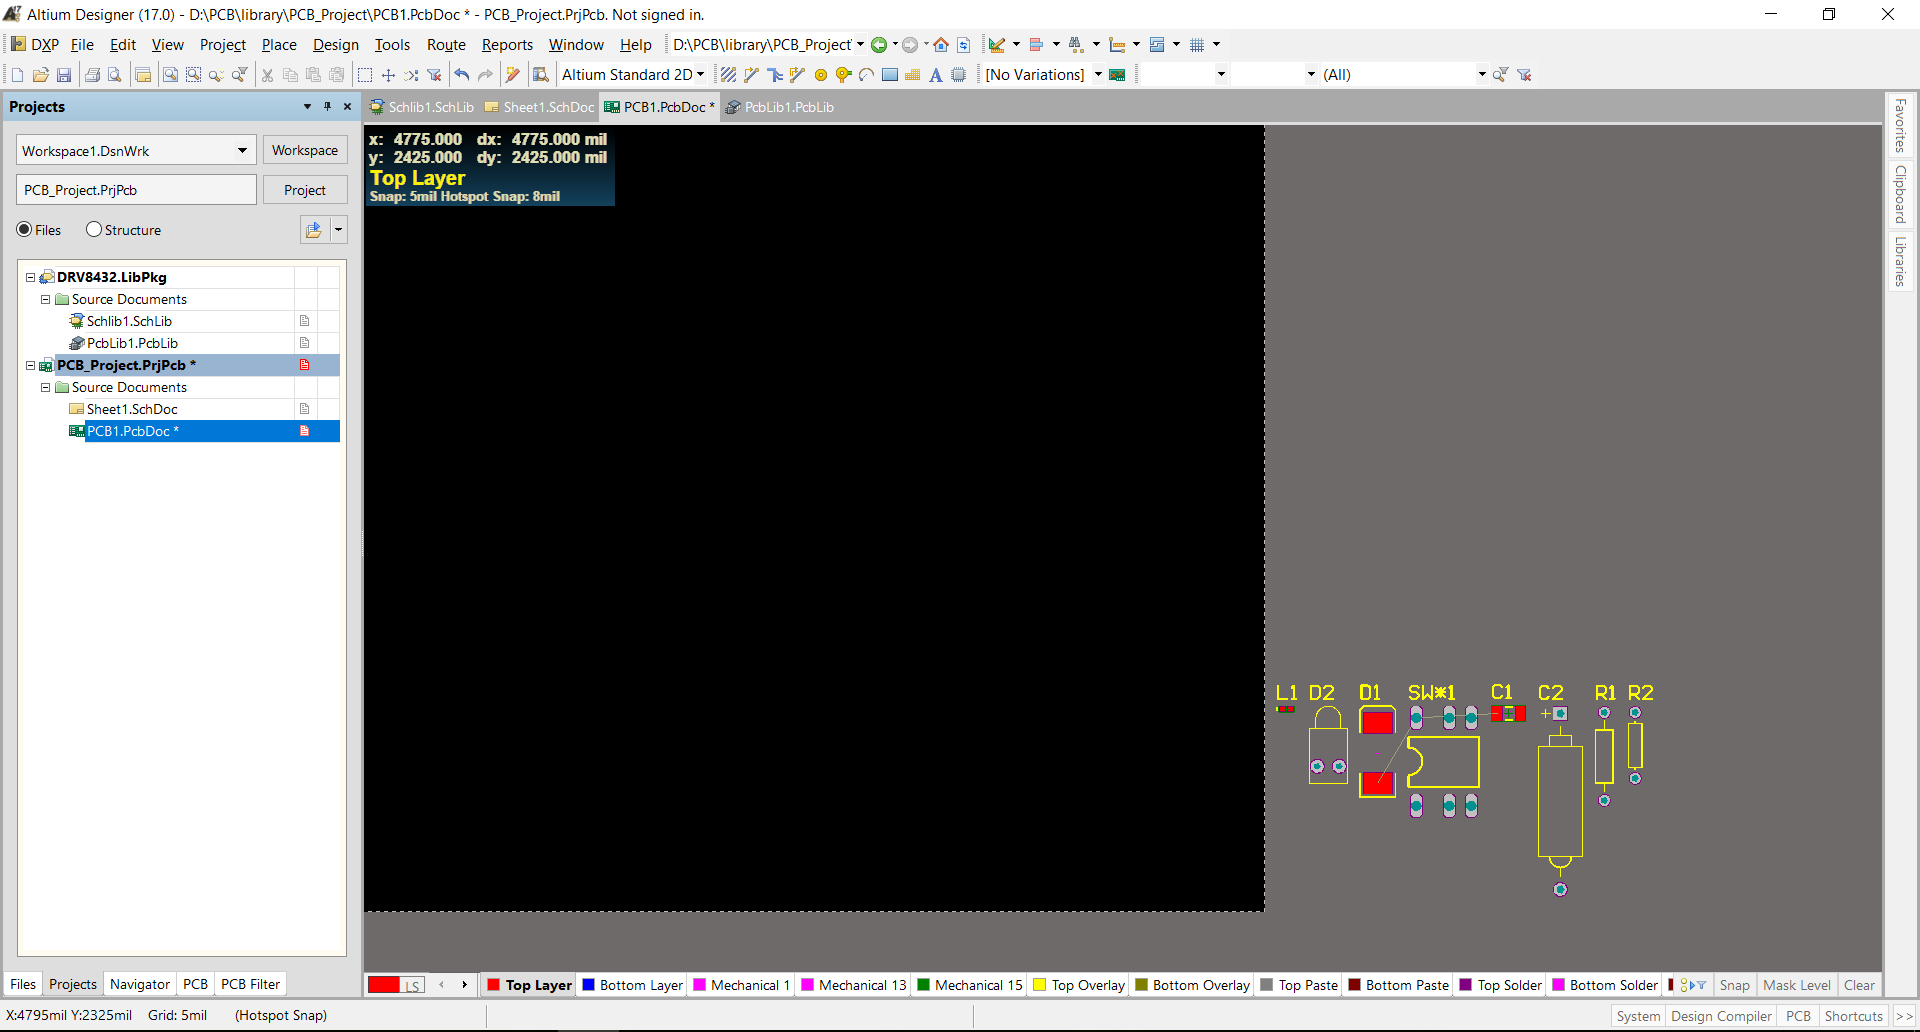 Altium Designer (17.0) - D:\PCB\library\PCB_Project\PCB1.PcbDoc * - PCB_Project.PrjPcb. Not signed in.
DXP File Edit View Project Place Design Tools Route Reports Window Help D:\PCB\library\PCB_Project\
Altium Standard 2D [No Variations] (All)
Projects
Schlib1.SchLib Sheet1.SchDoc PCB1.PcbDoc * PcbLib1.PcbLib
Workspace1.DsnWrk Workspace
PCB_Project.PrjPcb Project
Files Structure
DRV8432.LibPkg
Source Documents
Schlib1.SchLib
PcbLib1.PcbLib
PCB_Project.PrjPcb *
Source Documents
Sheet1.SchDoc
PCB1.PcbDoc *
x: 4775.000 dx: 4775.000 mil
y: 2425.000 dy: 2425.000 mil
Top Layer
Snap: 5mil Hotspot Snap: 8mil
L1 D2 D1 SW*1 C1 C2 R1 R2
Favorites
Clipboard
Libraries
Files Projects Navigator PCB PCB Filter
LS Top Layer Bottom Layer Mechanical 1 Mechanical 13 Mechanical 15 Top Overlay Bottom Overlay Top Paste Bottom Paste Top Solder Bottom Solder Snap Mask Level Clear
X:4795mil Y:2325mil Grid: 5mil (Hotspot Snap)
System Design Compiler PCB Shortcuts >>